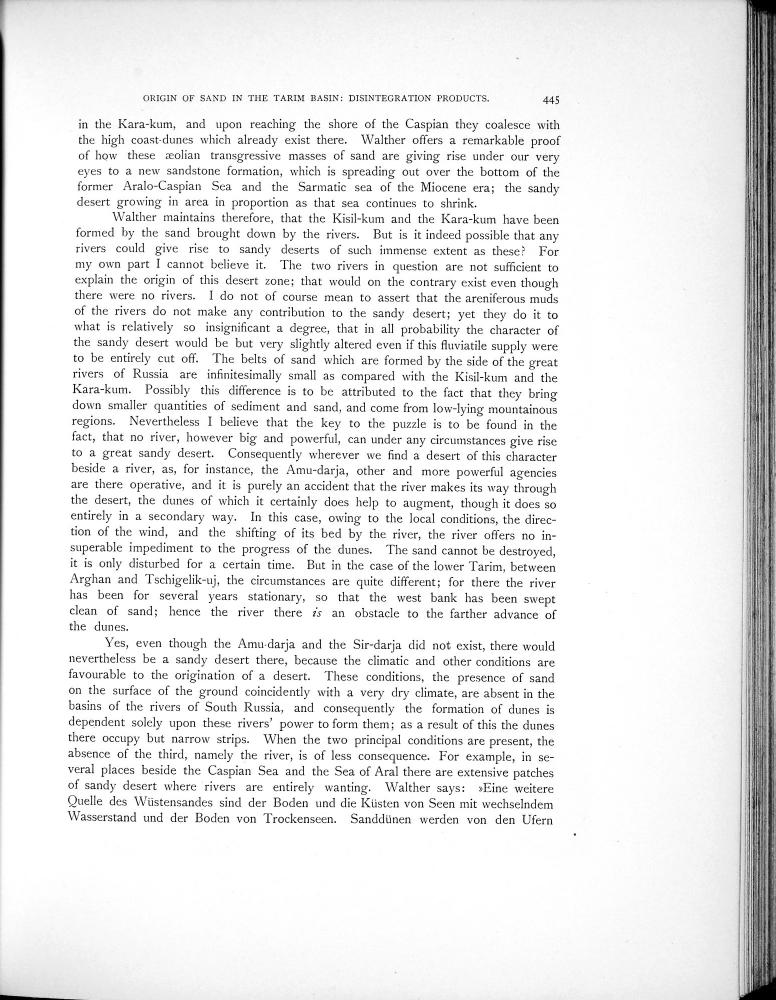 ORIGIN OF SAND IN THE TARIM BASIN: DISINTEGRATION PRODUCTS. 445
in the Kara-kum, and upon reaching the shore of the Caspian they coalesce with
the high coast-dunes which already exist there. Walther offers a remarkable proof
of how these æolian transgressive masses of sand are giving rise under our very
eyes to a new sandstone formation, which is spreading out over the bottom of the
former Aralo-Caspian Sea and the Sarmatic sea of the Miocene era; the sandy
desert growing in area in proportion as that sea continues to shrink.
Walther maintains therefore, that the Kisil-kum and the Kara-kum have been
formed by the sand brought down by the rivers. But is it indeed possible that any
rivers could give rise to sandy deserts of such immense extent as these? For
my own part I cannot believe it. The two rivers in question are not sufficient to
explain the origin of this desert zone; that would on the contrary exist even though
there were no rivers. I do not of course mean to assert that the areniferous muds
of the rivers do not make any contribution to the sandy desert; yet they do it to
what is relatively so insignificant a degree, that in all probability the character of
the sandy desert would be but very slightly altered even if this fluviatile supply were
to be entirely cut off. The belts of sand which are formed by the side of the great
rivers of Russia are infinitesimally small as compared with the Kisil-kum and the
Kara-kum. Possibly this difference is to be attributed to the fact that they bring
down smaller quantities of sediment and sand, and come from low-lying mountainous
regions. Nevertheless I believe that the key to the puzzle is to be found in the
fact, that no river, however big and powerful, can under any circumstances give rise
to a great sandy desert. Consequently wherever we find a desert of this character
beside a river, as, for instance, the Amu-darja, other and more powerful agencies
are there operative, and it is purely an accident that the river makes its way through
the desert, the dunes of which it certainly does help to augment, though it does so
entirely in a secondary way. In this case, owing to the local conditions, the direc-
tion of the wind, and the shifting of its bed by the river, the river offers no in-
superable impediment to the progress of the dunes. The sand cannot be destroyed,
it is only disturbed for a certain time. But in the case of the lower Tarim, between
Arghan and Tschigelik-uj, the circumstances are quite different; for there the river
has been for several years stationary, so that the west bank has been swept
clean of sand; hence the river there is an obstacle to the farther advance of
the dunes.
Yes, even though the Amu-darja and the Sir-darja did not exist, there would
nevertheless be a sandy desert there, because the climatic and other conditions are
favourable to the origination of a desert. These conditions, the presence of sand
on the surface of the ground coincidently with a very dry climate, are absent in the
basins of the rivers of South Russia, and consequently the formation of dunes is
dependent solely upon these rivers' power to form them; as a result of this the dunes
there occupy but narrow strips. When the two principal conditions are present, the
absence of the third, namely the river, is of less consequence. For example, in se-
veral places beside the Caspian Sea and the Sea of Aral there are extensive patches
of sandy desert where rivers are entirely wanting. Walther says: »Eine weitere
Quelle des Wüstensandes sind der Boden und die Küsten von Seen mit wechselndem
Wasserstand und der Boden von Trockenseen. Sanddünen werden von den Ufern